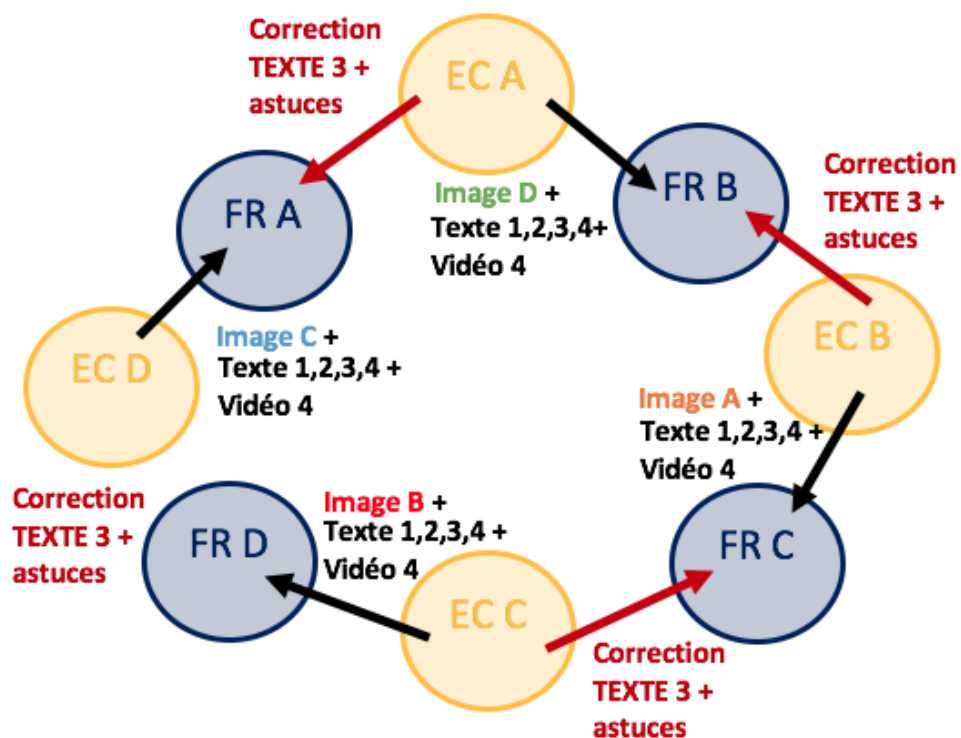 Correction
TEXTE 3 +
astuces
EC A
FR A
Image D +
Texte 1,2,3,4+
Vidéo 4
FR B
Correction
TEXTE 3 +
astuces
EC D
Image C +
Texte 1,2,3,4 +
Vidéo 4
EC B
Image A +
Texte 1,2,3,4 +
Vidéo 4
Correction
TEXTE 3 +
astuces
FR D
Image B +
Texte 1,2,3,4 +
Vidéo 4
EC C
FR C
Correction
TEXTE 3 +
astuces